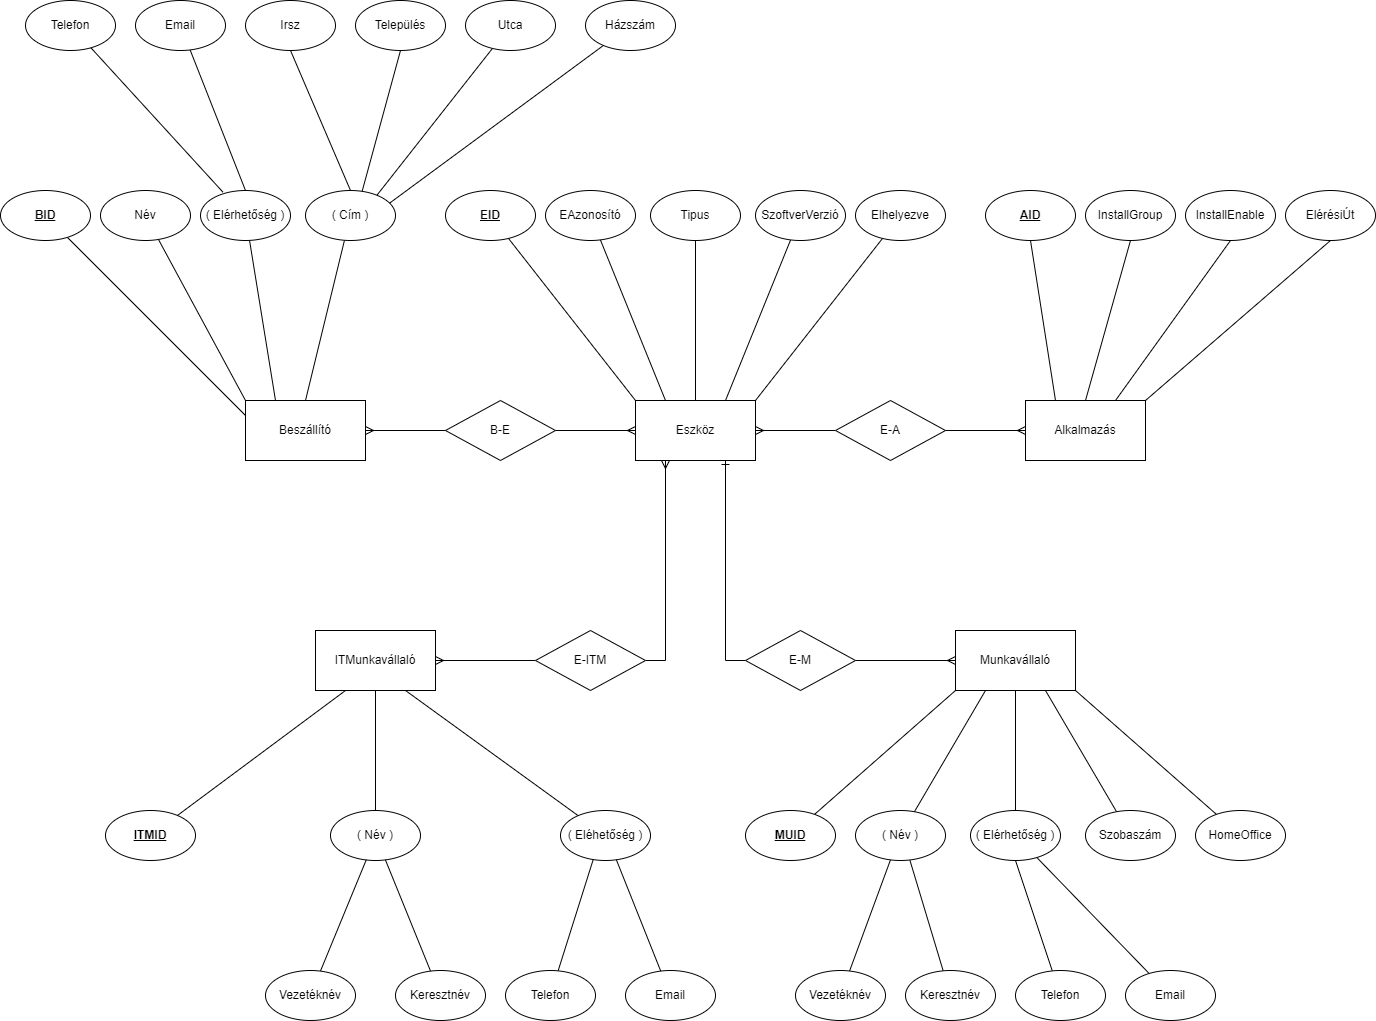 Telefon
Email
Irsz
Település
Utca
Házszám
BID
Név
( Elérhetőség )
( Cím )
EID
EAzonosító
Tipus
SzoftverVerzió
Elhelyezve
AID
InstallGroup
InstallEnable
ElérésiÚt
Beszállító
B-E
Eszköz
E-A
Alkalmazás
ITMunkavállaló
E-ITM
E-M
Munkavállaló
ITMID
( Név )
( Eléhetőség )
MUID
( Név )
( Elérhetőség )
Szobaszám
HomeOffice
Vezetéknév
Keresztnév
Telefon
Email
Vezetéknév
Keresztnév
Telefon
Email